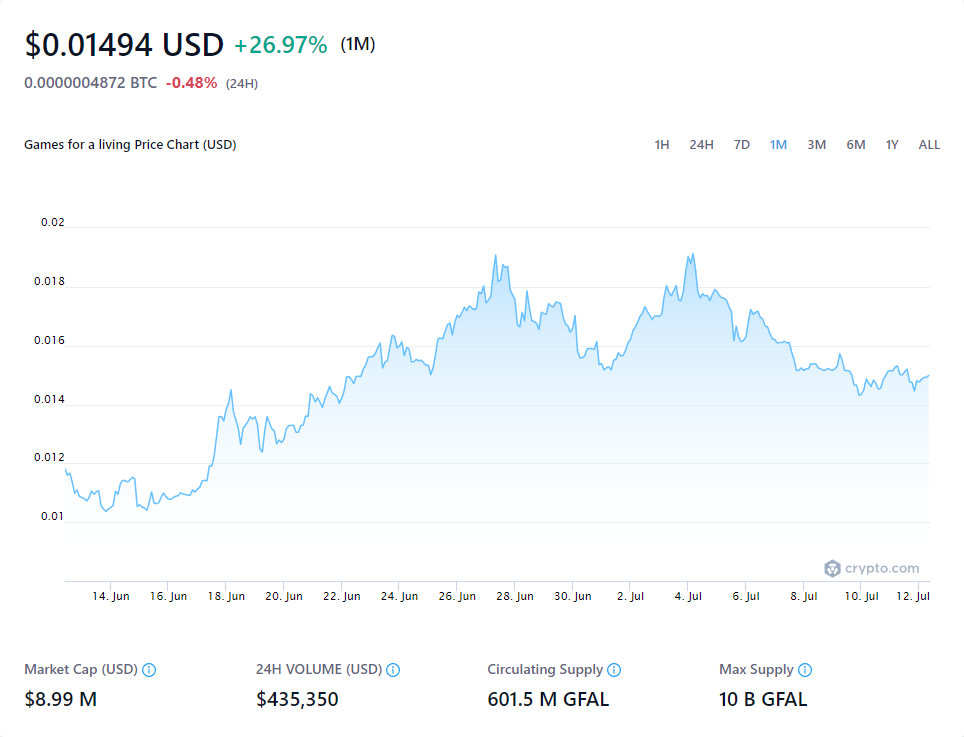 $0.01494 USD +26.97% (1M)
0.0000004872 BTC -0.48% (24H)
Games for a living Price Chart (USD)
1H 24H 7D 1M 3M 6M 1Y ALL
0.02
0.018
0.016
0.014
0.012
0.01
crypto.com
14. Jun 16. Jun 18. Jun 20. Jun 22. Jun 24. Jun 26. Jun 28. Jun 30. Jun 2. Jul 4. Jul 6. Jul 8. Jul 10. Jul 12. Jul
Market Cap (USD) 24H VOLUME (USD) Circulating Supply Max Supply
$8.99 M $435,350 601.5 M GFAL 10 B GFAL